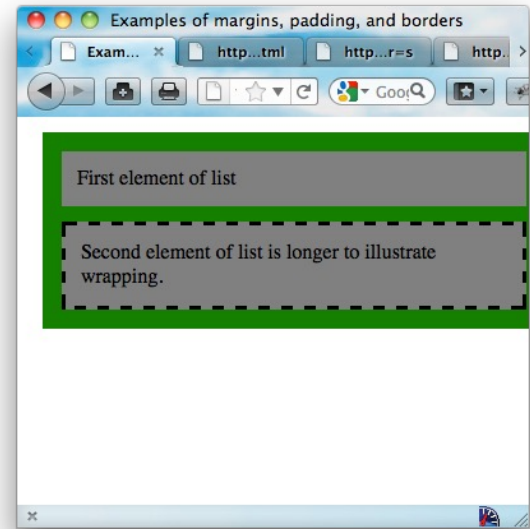 Examples of margins, padding, and borders
Exam... http...tml http...r=s http..
Goo
First element of list
Second element of list is longer to illustrate
wrapping.